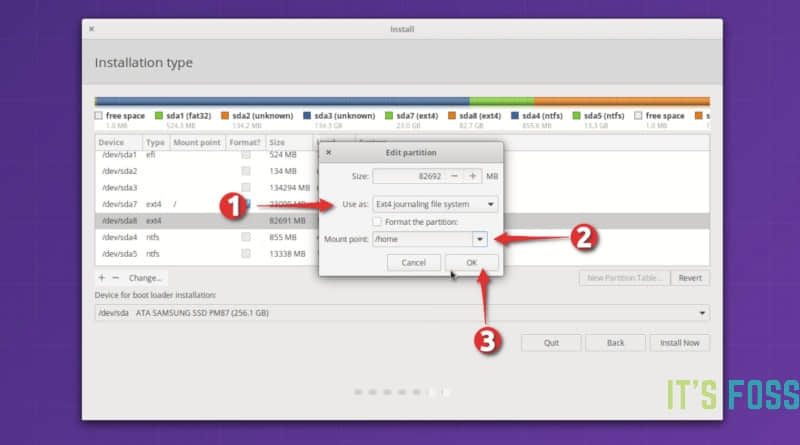 Install
Installation type
free space sda1 (fat32) sda2 (unknown) sda3 (unknown) sda7 (ext4) sda8 (ext4) sda4 (ntfs) sda5 (ntfs) free space
1.0 MB 524.3 MB 134.2 MB 134.3 GB 23.0 GB 82.7 GB 855.6 MB 13.3 GB 1.0 MB
Device Type Mount point Format? Size
/dev/sda1 efi 524 MB
/dev/sda2 134 MB
/dev/sda3 134294 MB
/dev/sda7 ext4 /
/dev/sda8 ext4 82691 MB
/dev/sda4 ntfs 855 MB
/dev/sda5 ntfs 13338 MB
Edit partition
Size: 82692 MB
1 Use as: Ext4 journaling file system
Format the partition:
Mount point: /home 2
Cancel OK
3
+ − Change... New Partition Table... Revert
Device for boot loader installation:
/dev/sda ATA SAMSUNG SSD PM87 (256.1 GB)
Quit Back Install Now
IT'S FOSS